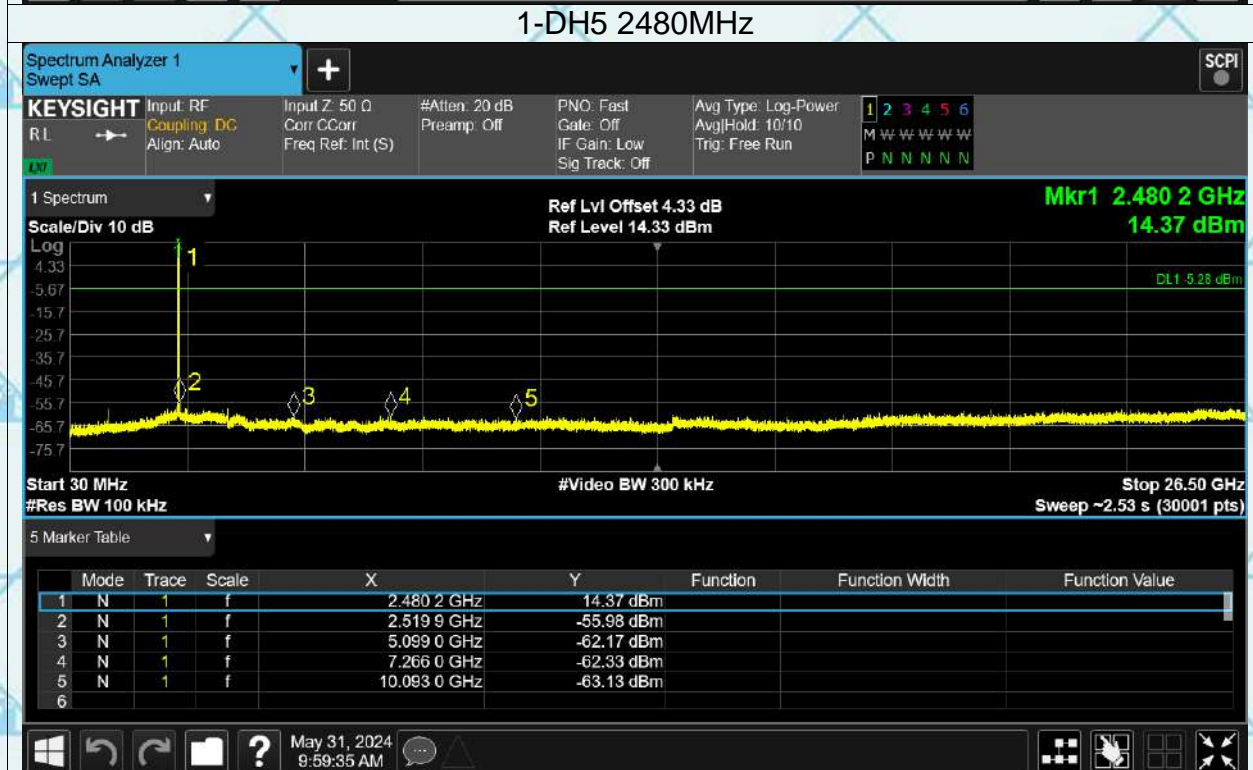 1-DH5 2480MHz
Spectrum Analyzer 1
Swept SA
+
SCPI
KEYSIGHT
RL
LXI
Input: RF
Coupling: DC
Align: Auto
Input Z: 50 Ω
Corr CCorr
Freq Ref: Int (S)
#Atten: 20 dB
Preamp: Off
PNO: Fast
Gate: Off
IF Gain: Low
Sig Track: Off
Avg Type: Log-Power
Avg|Hold: 10/10
Trig: Free Run
1 2 3 4 5 6
M W W W W W
P N N N N N
1 Spectrum
Scale/Div 10 dB
Ref Lvl Offset 4.33 dB
Ref Level 14.33 dBm
Mkr1 2.480 2 GHz
14.37 dBm
Log
4.33
-5.67
-15.7
-25.7
-35.7
-45.7
-55.7
-65.7
-75.7
1
2
3
4
5
DL1 -5.28 dBm
Start 30 MHz
#Res BW 100 kHz
#Video BW 300 kHz
Stop 26.50 GHz
Sweep ~2.53 s (30001 pts)
5 Marker Table
Mode Trace Scale X Y Function Function Width Function Value
1 N 1 f 2.480 2 GHz 14.37 dBm
2 N 1 f 2.519 9 GHz -55.98 dBm
3 N 1 f 5.099 0 GHz -62.17 dBm
4 N 1 f 7.266 0 GHz -62.33 dBm
5 N 1 f 10.093 0 GHz -63.13 dBm
6
?
May 31, 2024
9:59:35 AM